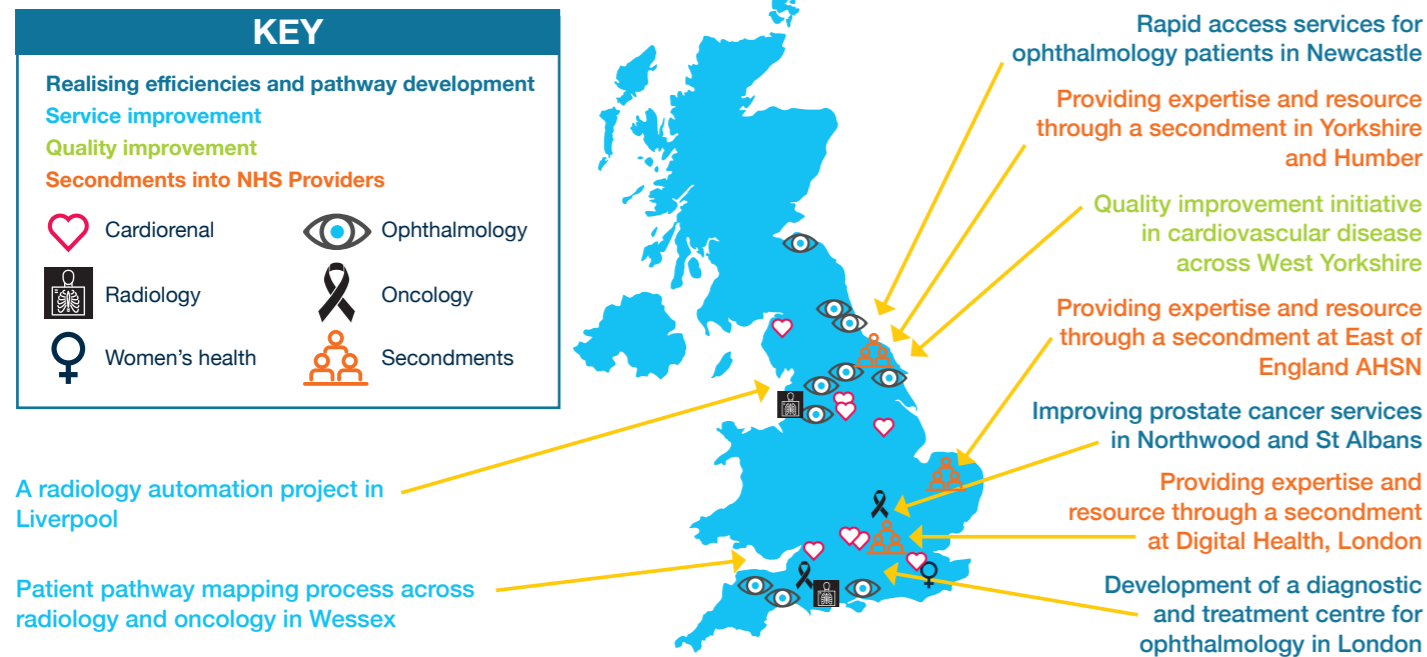 KEY
Realising efficiencies and pathway development
Service improvement
Quality improvement
Secondments into NHS Providers
Cardiorenal
Ophthalmology
Radiology
Oncology
Women's health
Secondments
A radiology automation project in
Liverpool
Patient pathway mapping process across
radiology and oncology in Wessex
Rapid access services for
ophthalmology patients in Newcastle
Providing expertise and resource
through a secondment in Yorkshire
and Humber
Quality improvement initiative
in cardiovascular disease
across West Yorkshire
Providing expertise and resource
through a secondment at East of
England AHSN
Improving prostate cancer services
in Northwood and St Albans
Providing expertise and
resource through a secondment
at Digital Health, London
Development of a diagnostic
and treatment centre for
ophthalmology in London